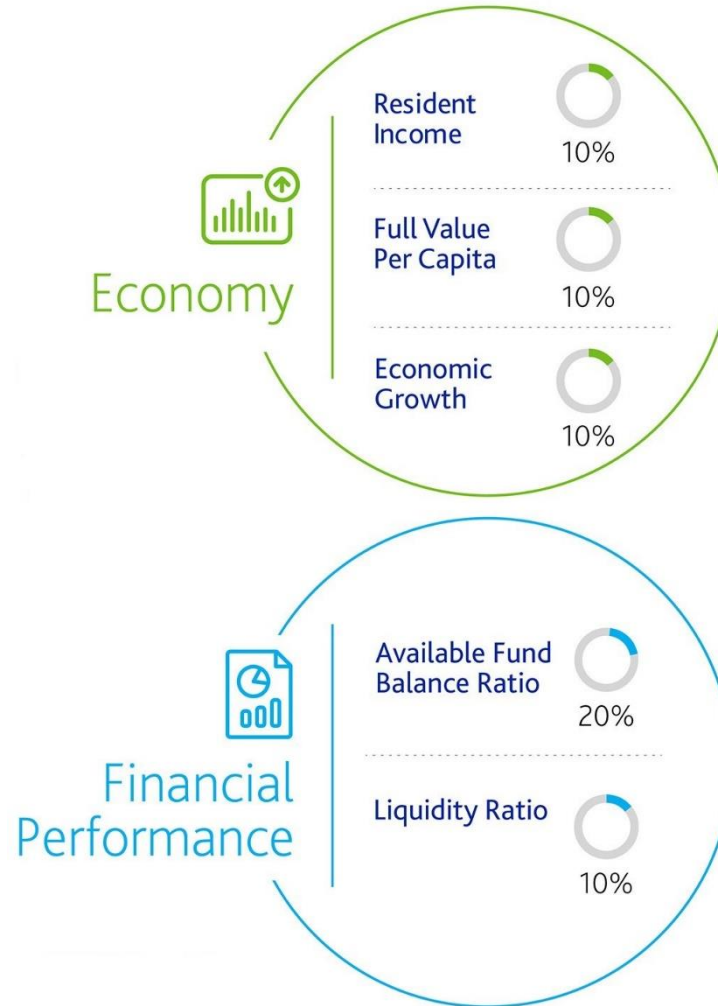 Economy
Resident
Income
10%
Full Value
Per Capita
10%
Economic
Growth
10%
Financial
Performance
Available Fund
Balance Ratio
20%
Liquidity Ratio
10%